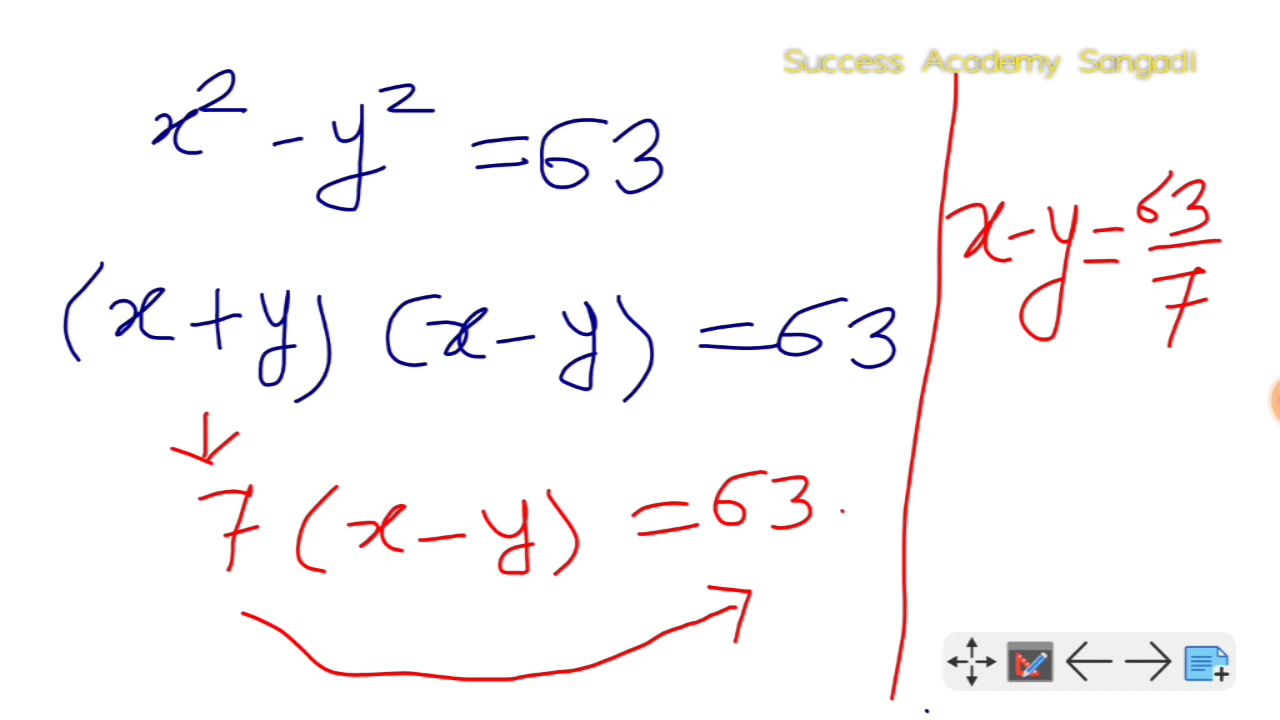 Success Academy Sangadi
x² - y² = 63
(x+y) (x-y) = 63
7 (x-y) = 63.
x-y = 63/7